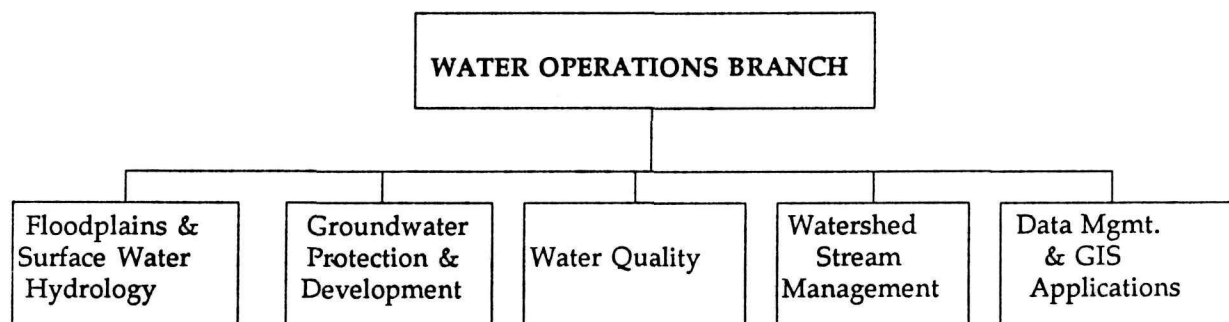 WATER OPERATIONS BRANCH
Floodplains &
Surface Water
Hydrology
Groundwater
Protection &
Development
Water Quality
Watershed
Stream
Management
Data Mgmt.
& GIS
Applications